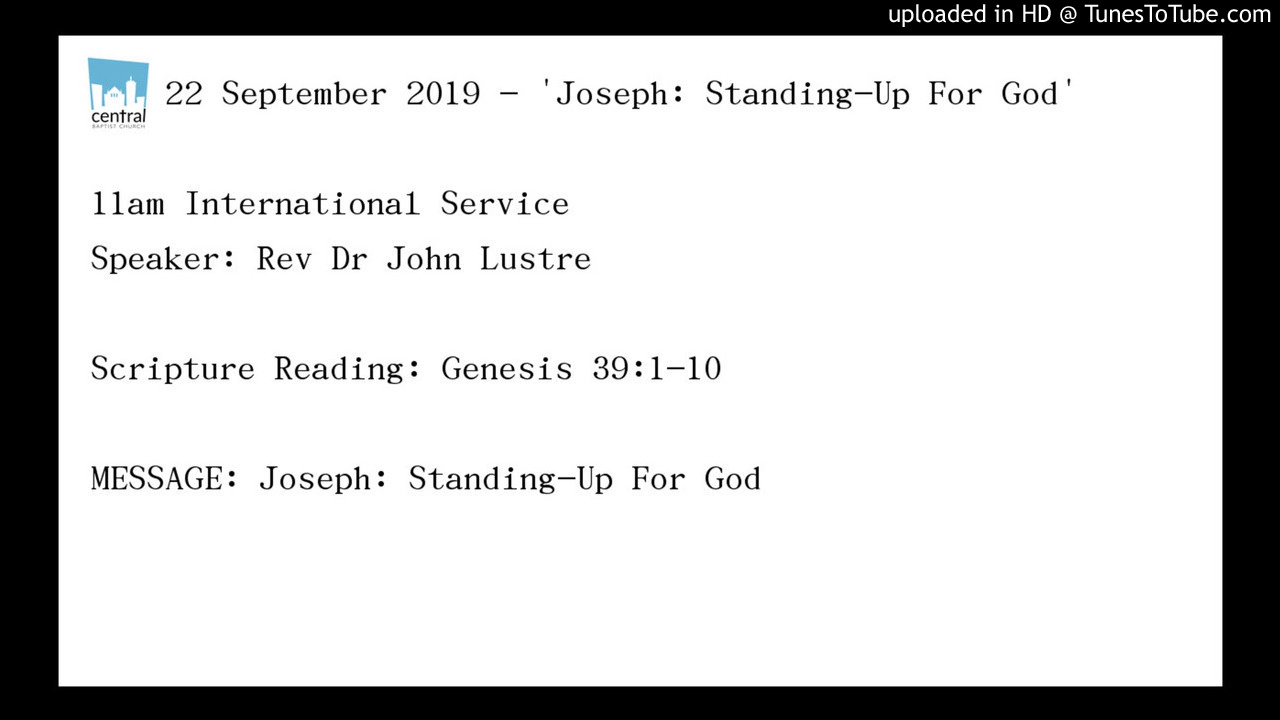 uploaded in HD @ TunesToTube.com
22 September 2019 - 'Joseph: Standing-Up For God'
central
BAPTIST CHURCH
11am International Service
Speaker: Rev Dr John Lustre
Scripture Reading: Genesis 39:1-10
MESSAGE: Joseph: Standing-Up For God